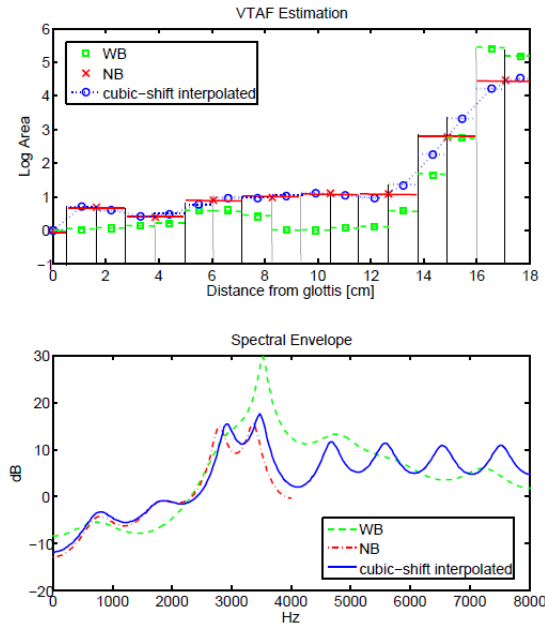 VTAF Estimation
6
5
4
3
2
1
0
−1
Log Area
WB
NB
cubic-shift interpolated
0 2 4 6 8 10 12 14 16 18
Distance from glottis [cm]
Spectral Envelope
30
20
10
0
−10
−20
dB
WB
NB
cubic-shift interpolated
0 1000 2000 3000 4000 5000 6000 7000 8000
Hz